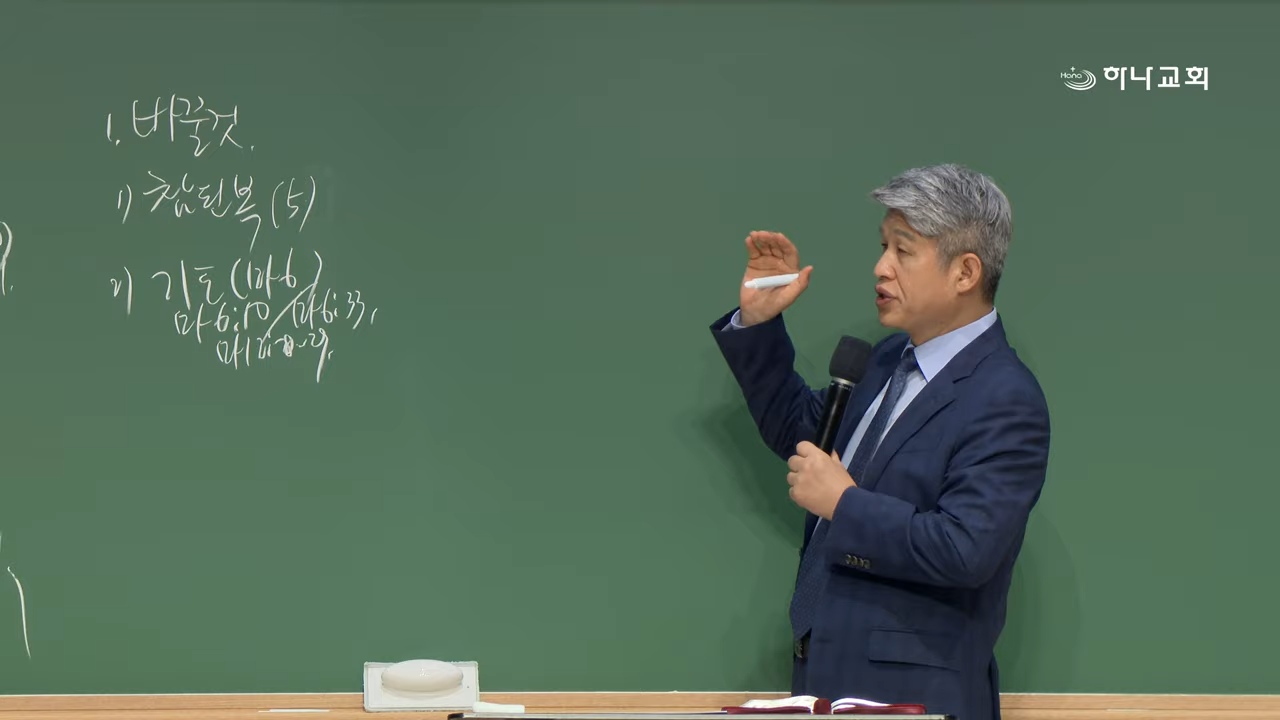 1. 바꿀것.
1) 참된복 (5)
2) 기도 (마6)
마6:10 / 마6:33,
Hana 하나교회